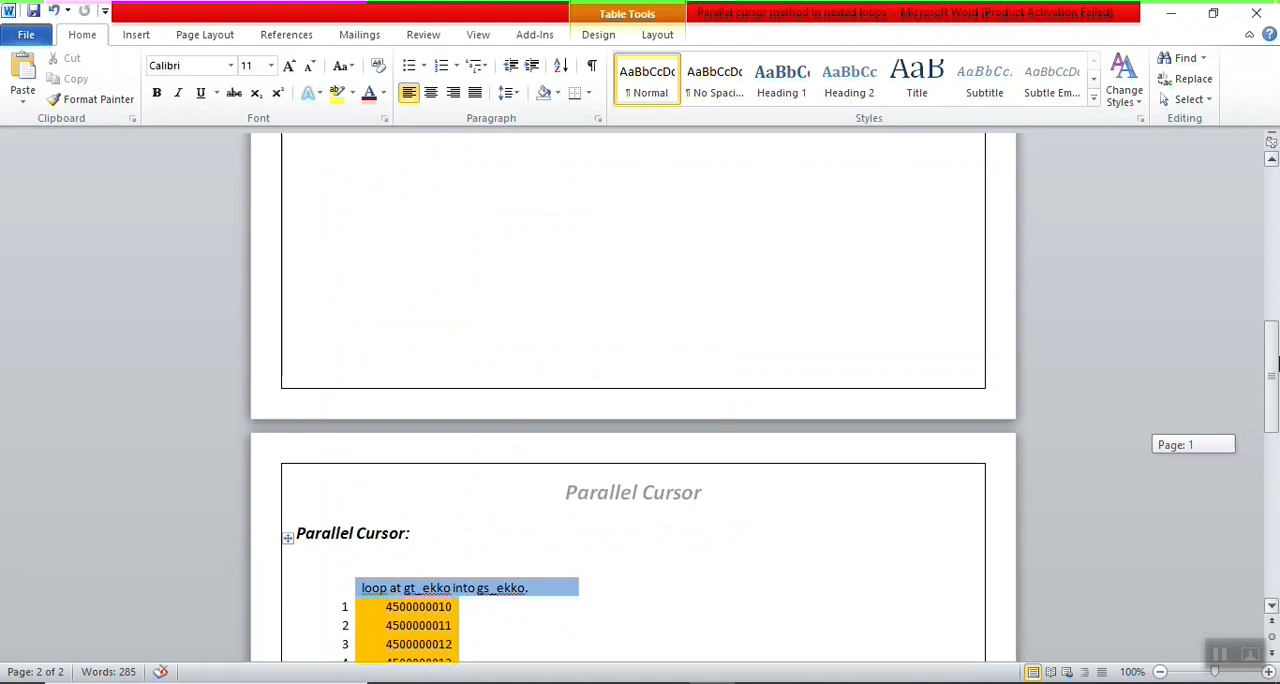 Table Tools
Parallel cursor method in nested loops - Microsoft Word (Product Activation Failed)
File
Home
Insert
Page Layout
References
Mailings
Review
View
Add-Ins
Design
Layout
Paste
Cut
Copy
Format Painter
Clipboard
Calibri
11
Font
Paragraph
AaBbCcDc
¶ Normal
AaBbCcDc
¶ No Spaci...
AaBbCc
Heading 1
AaBbCc
Heading 2
AaB
Title
AaBbCc.
Subtitle
AaBbCcDc
Subtle Em...
Change
Styles
Styles
Find
Replace
Select
Editing
Page: 1
Parallel Cursor
Parallel Cursor:
loop at gt_ekko into gs_ekko.
1 4500000010
2 4500000011
3 4500000012
Page: 2 of 2
Words: 285
100%